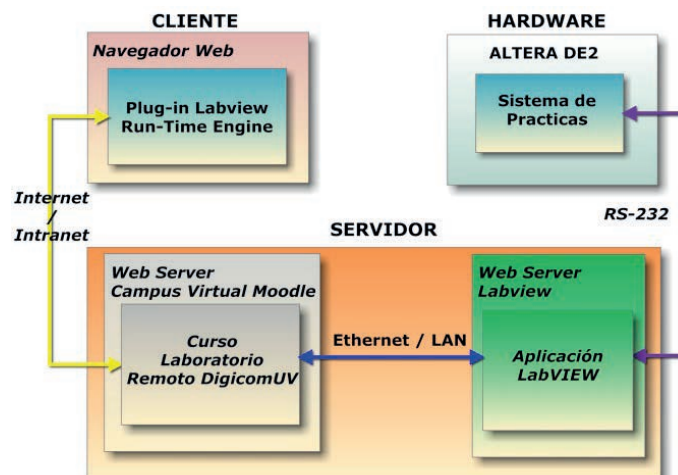 CLIENTE
Navegador Web
Plug-in Labview
Run-Time Engine
HARDWARE
ALTERA DE2
Sistema de
Practicas
Internet
/
Intranet
RS-232
SERVIDOR
Web Server
Campus Virtual Moodle
Curso
Laboratorio
Remoto DigicomUV
Ethernet / LAN
Web Server
Labview
Aplicación
LabVIEW